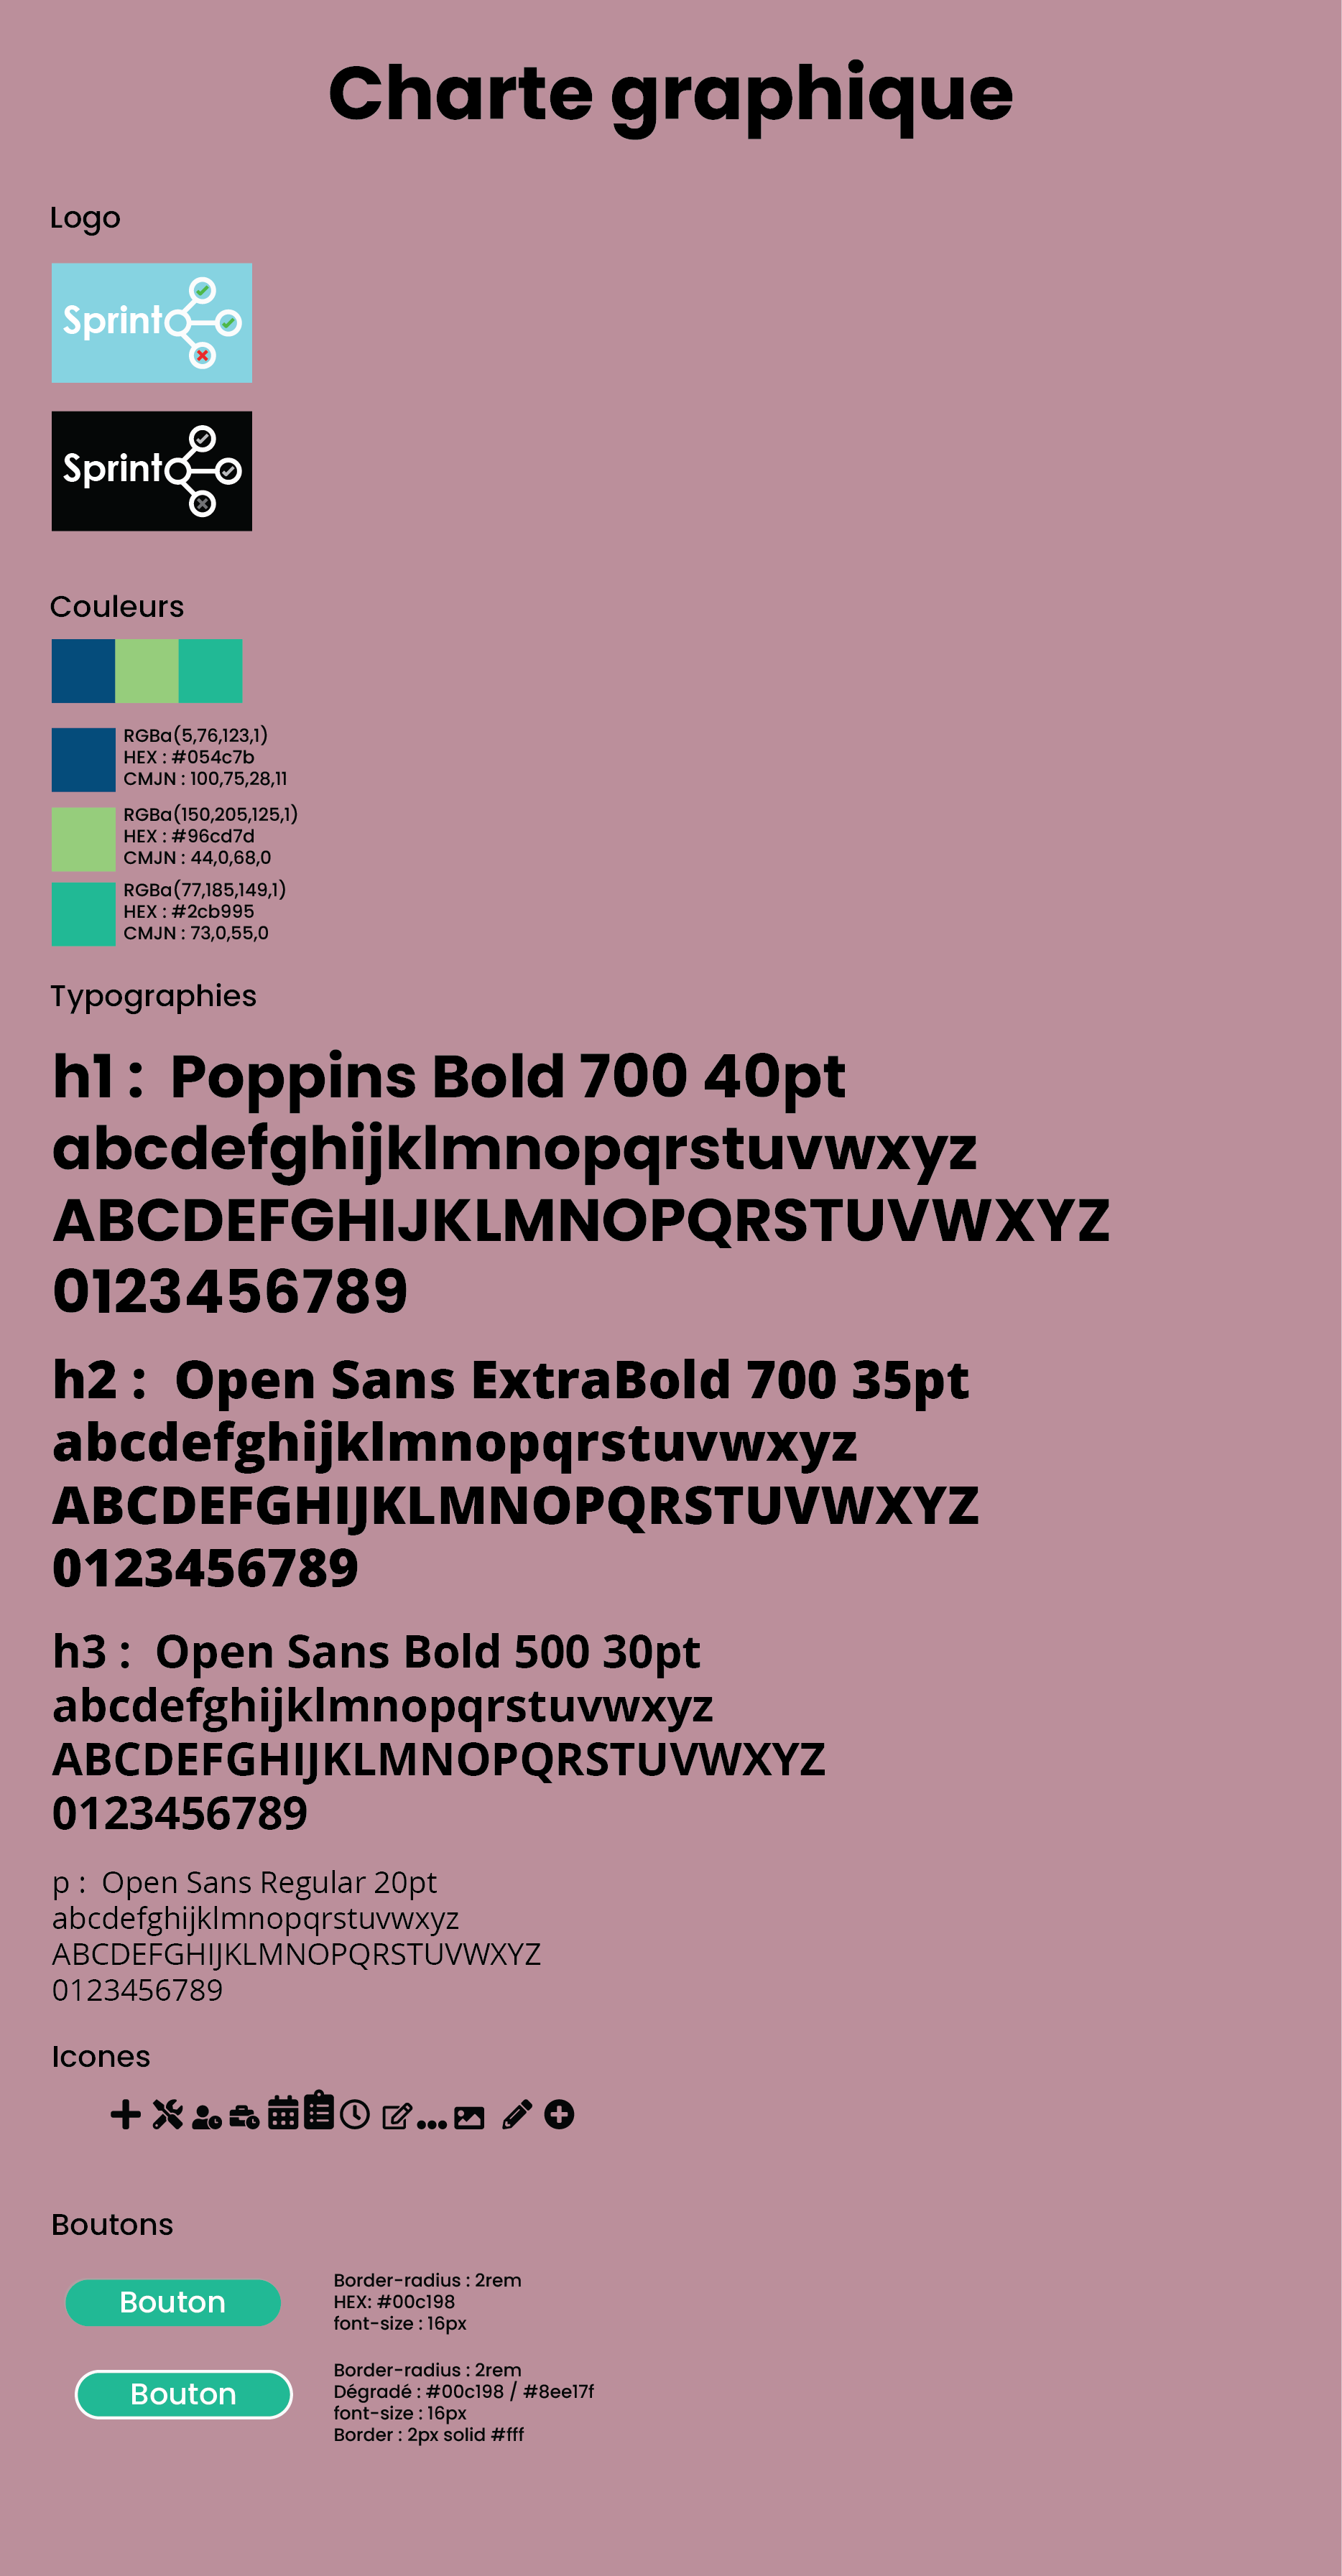 Charte graphique
Logo
Sprint
Sprint
Couleurs
RGBa(5,76,123,1)
HEX : #054c7b
CMJN : 100,75,28,11
RGBa(150,205,125,1)
HEX : #96cd7d
CMJN : 44,0,68,0
RGBa(77,185,149,1)
HEX : #2cb995
CMJN : 73,0,55,0
Typographies
h1 : Poppins Bold 700 40pt
abcdefghijklmnopqrstuvwxyz
ABCDEFGHIJKLMNOPQRSTUVWXYZ
0123456789
h2 : Open Sans ExtraBold 700 35pt
abcdefghijklmnopqrstuvwxyz
ABCDEFGHIJKLMNOPQRSTUVWXYZ
0123456789
h3 : Open Sans Bold 500 30pt
abcdefghijklmnopqrstuvwxyz
ABCDEFGHIJKLMNOPQRSTUVWXYZ
0123456789
p : Open Sans Regular 20pt
abcdefghijklmnopqrstuvwxyz
ABCDEFGHIJKLMNOPQRSTUVWXYZ
0123456789
Icones
Boutons
Bouton
Border-radius : 2rem
HEX: #00c198
font-size : 16px
Bouton
Border-radius : 2rem
Dégradé : #00c198 / #8ee17f
font-size : 16px
Border : 2px solid #fff